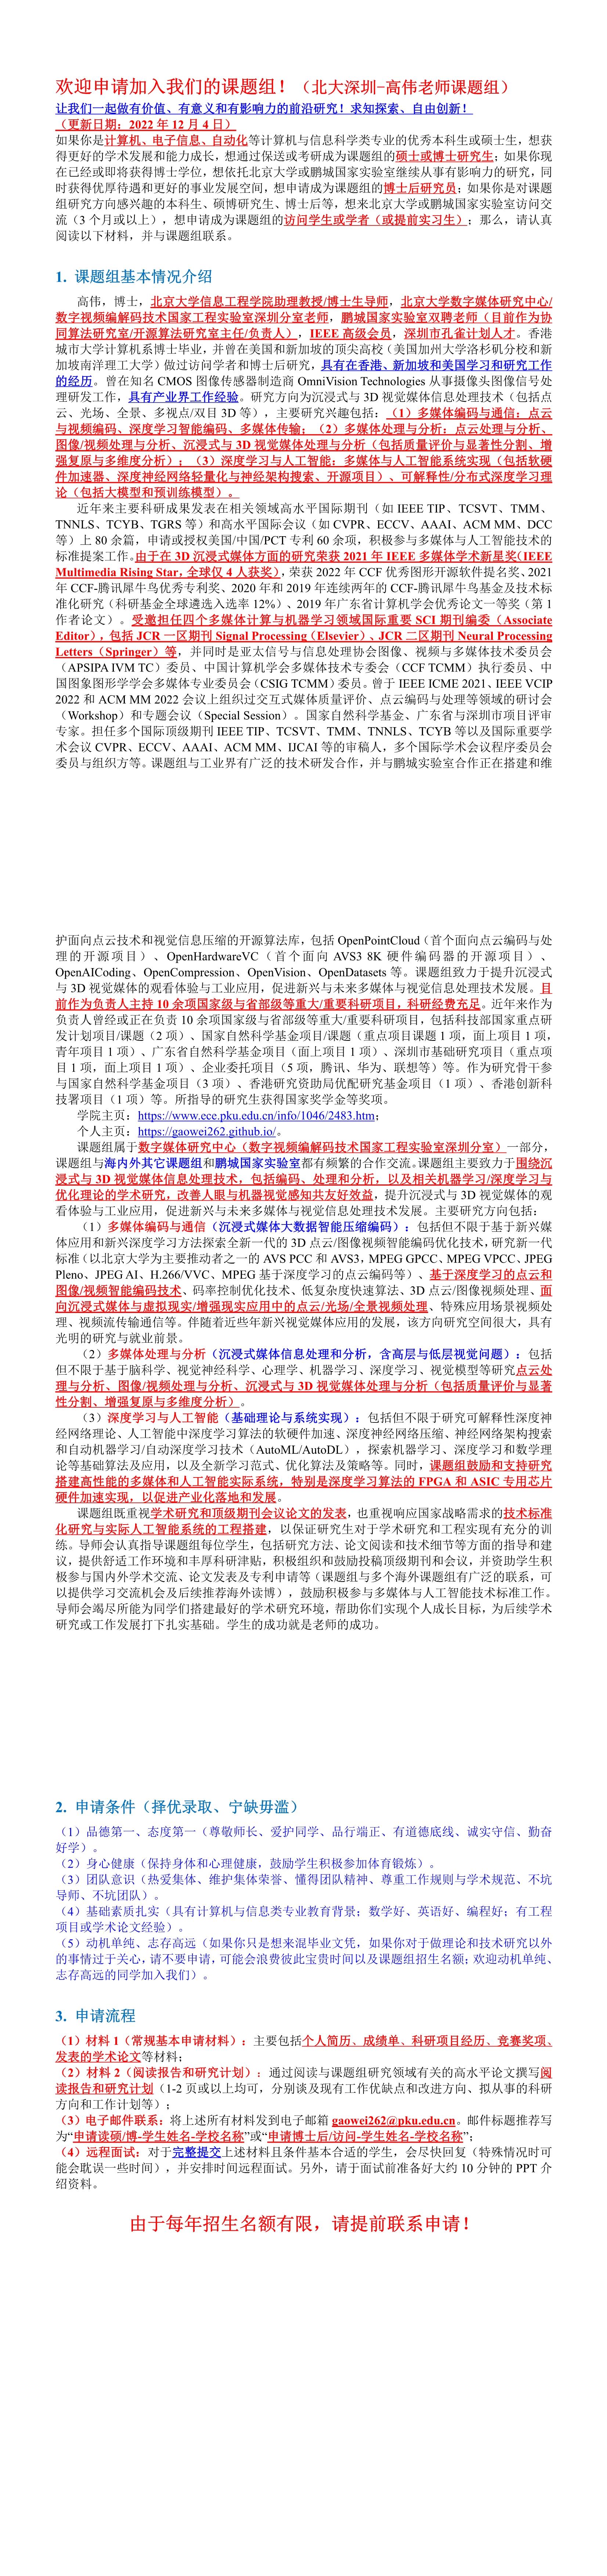 欢迎申请加入我们的课题组！（北大深圳-高伟老师课题组）
让我们一起做有价值、有意义和有影响力的前沿研究！求知探索、自由创新！
（更新日期：2022 年 12 月 4 日）
如果你是计算机、电子信息、自动化等计算机与信息科学类专业的优秀本科生或硕士生，想获
得更好的学术发展和能力成长，想通过保送或考研成为课题组的硕士或博士研究生；如果你现
在已经或即将获得博士学位，想依托北京大学或鹏城国家实验室继续从事有影响力的研究，同
时获得优厚待遇和更好的事业发展空间，想申请成为课题组的博士后研究员；如果你是对课题
组研究方向感兴趣的本科生、硕博研究生、博士后等，想来北京大学或鹏城国家实验室访问交
流（3 个月或以上），想申请成为课题组的访问学生或学者（或提前实习生）；那么，请认真
阅读以下材料，并与课题组联系。
1. 课题组基本情况介绍
高伟，博士，北京大学信息工程学院助理教授/博士生导师，北京大学数字媒体研究中心/
数字视频编解码技术国家工程实验室深圳分室老师，鹏城国家实验室双聘老师（目前作为协
同算法研究室/开源算法研究室主任/负责人），IEEE 高级会员，深圳市孔雀计划人才。香港
城市大学计算机系博士毕业，并曾在美国和新加坡的顶尖高校（美国加州大学洛杉矶分校和新
加坡南洋理工大学）做过访问学者和博士后研究，具有在香港、新加坡和美国学习和研究工作
的经历。曾在知名 CMOS 图像传感器制造商 OmniVision Technologies 从事摄像头图像信号处
理研发工作，具有产业界工作经验。研究方向为沉浸式与 3D 视觉媒体信息处理技术（包括点
云、光场、全景、多视点/双目 3D 等），主要研究兴趣包括：（1）多媒体编码与通信：点云
与视频编码、深度学习智能编码、多媒体传输；（2）多媒体处理与分析：点云处理与分析、
图像/视频处理与分析、沉浸式与 3D 视觉媒体处理与分析（包括质量评价与显著性分割、增
强复原与多维度分析）；（3）深度学习与人工智能：多媒体与人工智能系统实现（包括软硬
件加速器、深度神经网络轻量化与神经架构搜索、开源项目）、可解释性/分布式深度学习理
论（包括大模型和预训练模型）。
近年来主要科研成果发表在相关领域高水平国际期刊（如 IEEE TIP、TCSVT、TMM、
TNNLS、TCYB、TGRS 等）和高水平国际会议（如 CVPR、ECCV、AAAI、ACM MM、DCC
等）上 80 余篇，申请或授权美国/中国/PCT 专利 60 余项，积极参与多媒体与人工智能技术的
标准提案工作。由于在 3D 沉浸式媒体方面的研究荣获 2021 年 IEEE 多媒体学术新星奖（IEEE
Multimedia Rising Star，全球仅 4 人获奖），荣获 2022 年 CCF 优秀图形开源软件提名奖、2021
年 CCF-腾讯犀牛鸟优秀专利奖、2020 年和 2019 年连续两年的 CCF-腾讯犀牛鸟基金及技术标
准化研究（科研基金全球遴选入选率 12%）、2019 年广东省计算机学会优秀论文一等奖（第 1
作者论文）。受邀担任四个多媒体计算与机器学习领域国际重要 SCI 期刊编委（Associate
Editor），包括 JCR 一区期刊 Signal Processing（Elsevier）、JCR 二区期刊 Neural Processing
Letters（Springer）等，并同时是亚太信号与信息处理协会图像、视频与多媒体技术委员会
（APSIPA IVM TC）委员、中国计算机学会多媒体技术专委会（CCF TCMM）执行委员、中
国图象图形学学会多媒体专业委员会（CSIG TCMM）委员。曾于 IEEE ICME 2021、IEEE VCIP
2022 和 ACM MM 2022 会议上组织过交互式媒体质量评价、点云编码与处理等领域的研讨会
（Workshop）和专题会议（Special Session）。国家自然科学基金、广东省与深圳市项目评审
专家。担任多个国际顶级期刊 IEEE TIP、TCSVT、TMM、TNNLS、TCYB 等以及国际重要学
术会议 CVPR、ECCV、AAAI、ACM MM、IJCAI 等的审稿人，多个国际学术会议程序委员会
委员与组织方等。课题组与工业界有广泛的技术研发合作，并与鹏城实验室合作正在搭建和维
护面向点云技术和视觉信息压缩的开源算法库，包括 OpenPointCloud（首个面向点云编码与处
理的开源项目）、OpenHardwareVC（首个面向 AVS3 8K 硬件编码器的开源项目）、
OpenAICoding、OpenCompression、OpenVision、OpenDatasets 等。课题组致力于提升沉浸式
与 3D 视觉媒体的观看体验与工业应用，促进新兴与未来多媒体与视觉信息处理技术发展。目
前作为负责人主持 10 余项国家级与省部级等重大/重要科研项目，科研经费充足。近年来作为
负责人曾经或正在负责 10 余项国家级与省部级等重大/重要科研项目，包括科技部国家重点研
发计划项目/课题（2 项）、国家自然科学基金项目/课题（重点项目课题 1 项，面上项目 1 项，
青年项目 1 项）、广东省自然科学基金项目（面上项目 1 项）、深圳市基础研究项目（重点项
目 1 项，面上项目 1 项）、企业委托项目（5 项，腾讯、华为、联想等）等。作为研究骨干参
与国家自然科学基金项目（3 项）、香港研究资助局优配研究基金项目（1 项）、香港创新科
技署项目（1 项）等。所指导的研究生获得国家奖学金等奖项。
学院主页：https://www.ece.pku.edu.cn/info/1046/2483.htm；
个人主页：https://gaowei262.github.io/。
课题组属于数字媒体研究中心（数字视频编解码技术国家工程实验室深圳分室）一部分，
课题组与海内外其它课题组和鹏城国家实验室都有频繁的合作交流。课题组主要致力于围绕沉
浸式与 3D 视觉媒体信息处理技术，包括编码、处理和分析，以及相关机器学习/深度学习与
优化理论的学术研究，改善人眼与机器视觉感知共友好效益，提升沉浸式与 3D 视觉媒体的观
看体验与工业应用，促进新兴与未来多媒体与视觉信息处理技术发展。主要研究方向包括：
（1）多媒体编码与通信（沉浸式媒体大数据智能压缩编码）：包括但不限于基于新兴媒
体应用和新兴深度学习方法探索全新一代的 3D 点云/图像视频智能编码优化技术，研究新一代
标准（以北京大学为主要推动者之一的 AVS PCC 和 AVS3，MPEG GPCC、MPEG VPCC、JPEG
Pleno、JPEG AI、H.266/VVC、MPEG 基于深度学习的点云编码等）、基于深度学习的点云和
图像/视频智能编码技术、码率控制优化技术、低复杂度快速算法、3D 点云/图像视频处理、面
向沉浸式媒体与虚拟现实/增强现实应用中的点云/光场/全景视频处理、特殊应用场景视频处
理、视频流传输通信等。伴随着近些年新兴视觉媒体应用的发展，该方向研究空间很大，具有
光明的研究与就业前景。
（2）多媒体处理与分析（沉浸式媒体信息处理和分析，含高层与低层视觉问题）：包括
但不限于基于脑科学、视觉神经科学、心理学、机器学习、深度学习、视觉模型等研究点云处
理与分析、图像/视频处理与分析、沉浸式与 3D 视觉媒体处理与分析（包括质量评价与显著
性分割、增强复原与多维度分析）。
（3）深度学习与人工智能（基础理论与系统实现）：包括但不限于研究可解释性深度神
经网络理论、人工智能中深度学习算法的软硬件加速、深度神经网络压缩、神经网络架构搜索
和自动机器学习/自动深度学习技术（AutoML/AutoDL），探索机器学习、深度学习和数学理
论等基础算法及应用，以及全新学习范式、优化算法及策略等。同时，课题组鼓励和支持研究
搭建高性能的多媒体和人工智能实际系统，特别是深度学习算法的 FPGA 和 ASIC 专用芯片
硬件加速实现，以促进产业化落地和发展。
课题组既重视学术研究和顶级期刊会议论文的发表，也重视响应国家战略需求的技术标准
化研究与实际人工智能系统的工程搭建，以保证研究生对于学术研究和工程实现有充分的训
练。导师会认真指导课题组每位学生，包括研究方法、论文阅读和技术细节等方面的指导和建
议，提供舒适工作环境和丰厚科研津贴，积极组织和鼓励投稿顶级期刊和会议，并资助学生积
极参与国内外学术交流、论文发表及专利申请等（课题组与多个海外课题组有广泛的联系，可
以提供学习交流机会及后续推荐海外读博），鼓励积极参与多媒体与人工智能技术标准工作。
导师会竭尽所能为同学们搭建最好的学术研究环境，帮助你们实现个人成长目标，为后续学术
研究或工作发展打下扎实基础。学生的成功就是老师的成功。
2. 申请条件（择优录取、宁缺毋滥）
（1）品德第一、态度第一（尊敬师长、爱护同学、品行端正、有道德底线、诚实守信、勤奋
好学）。
（2）身心健康（保持身体和心理健康，鼓励学生积极参加体育锻炼）。
（3）团队意识（热爱集体、维护集体荣誉、懂得团队精神、尊重工作规则与学术规范、不坑
导师、不坑团队）。
（4）基础素质扎实（具有计算机与信息类专业教育背景；数学好、英语好、编程好；有工程
项目或学术论文经验）。
（5）动机单纯、志存高远（如果你只是想来混毕业文凭，如果你对于做理论和技术研究以外
的事情过于关心，请不要申请，可能会浪费彼此宝贵时间以及课题组招生名额；欢迎动机单纯、
志存高远的同学加入我们）。
3. 申请流程
（1）材料 1（常规基本申请材料）：主要包括个人简历、成绩单、科研项目经历、竞赛奖项、
发表的学术论文等材料；
（2）材料 2（阅读报告和研究计划）：通过阅读与课题组研究领域有关的高水平论文撰写阅
读报告和研究计划（1-2 页或以上均可，分别谈及现有工作优缺点和改进方向、拟从事的科研
方向和工作计划等）；
（3）电子邮件联系：将上述所有材料发到电子邮箱 gaowei262@pku.edu.cn。邮件标题推荐写
为“申请读硕/博-学生姓名-学校名称”或“申请博士后/访问-学生姓名-学校名称”；
（4）远程面试：对于完整提交上述材料且条件基本合适的学生，会尽快回复（特殊情况时可
能会耽误一些时间），并安排时间远程面试。另外，请于面试前准备好大约 10 分钟的 PPT 介
绍资料。
由于每年招生名额有限，请提前联系申请！